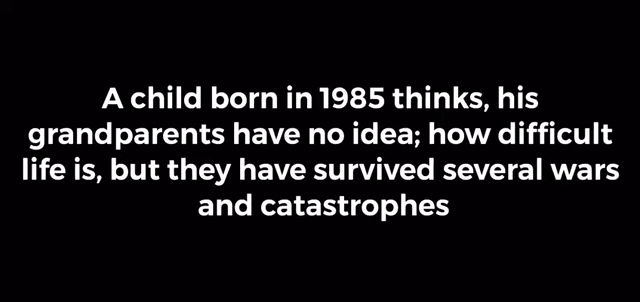 A child born in 1985 thinks, his
grandparents have no idea; how difficult
life is, but they have survived several wars
and catastrophes